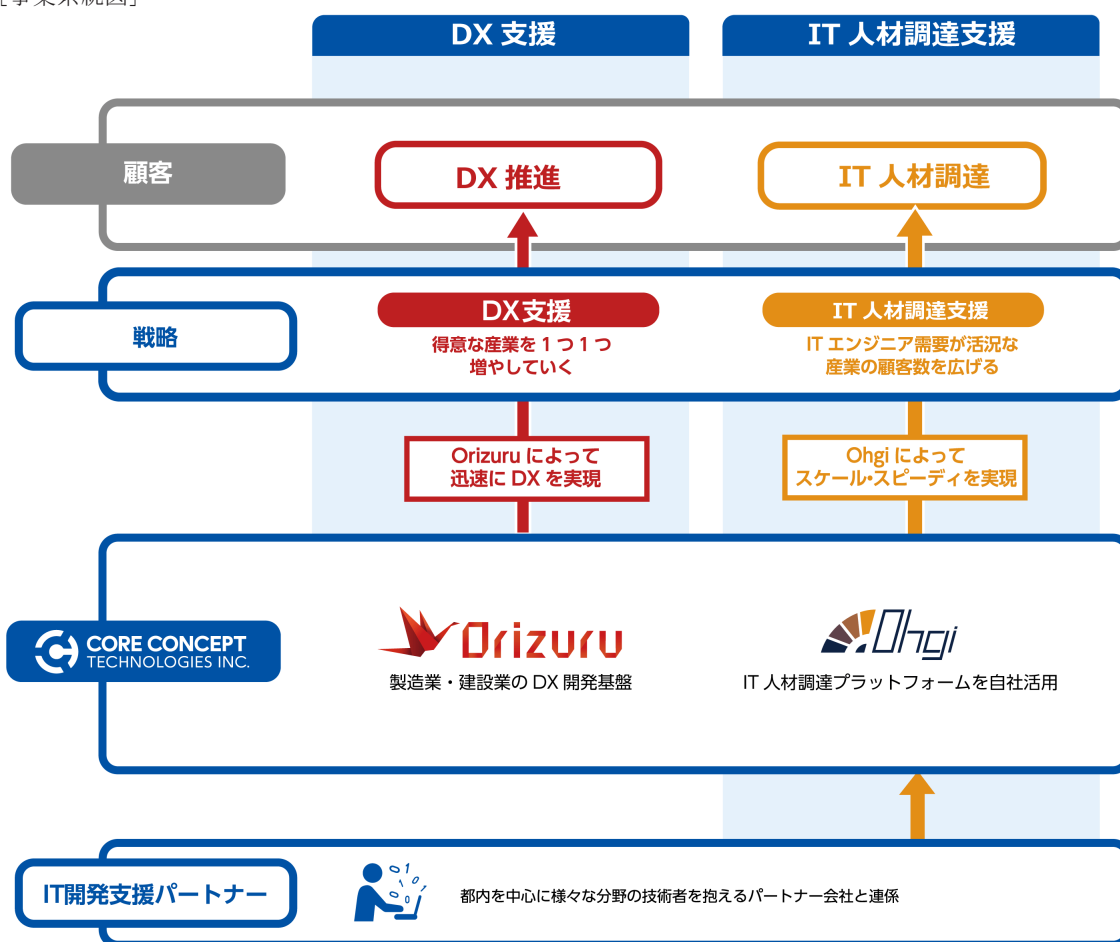 [事業系統図]
DX 支援
IT 人材調達支援
顧客
DX 推進
IT 人材調達
戦略
DX支援
得意な産業を1つ1つ
増やしていく
IT 人材調達支援
IT エンジニア需要が活況な
産業の顧客数を広げる
Orizuru によって
迅速に DX を実現
Ohgi によって
スケール・スピーディを実現
CORE CONCEPT
TECHNOLOGIES INC.
Orizuru
製造業・建設業の DX 開発基盤
Ohgi
IT 人材調達プラットフォームを自社活用
IT開発支援パートナー
都内を中心に様々な分野の技術者を抱えるパートナー会社と連係